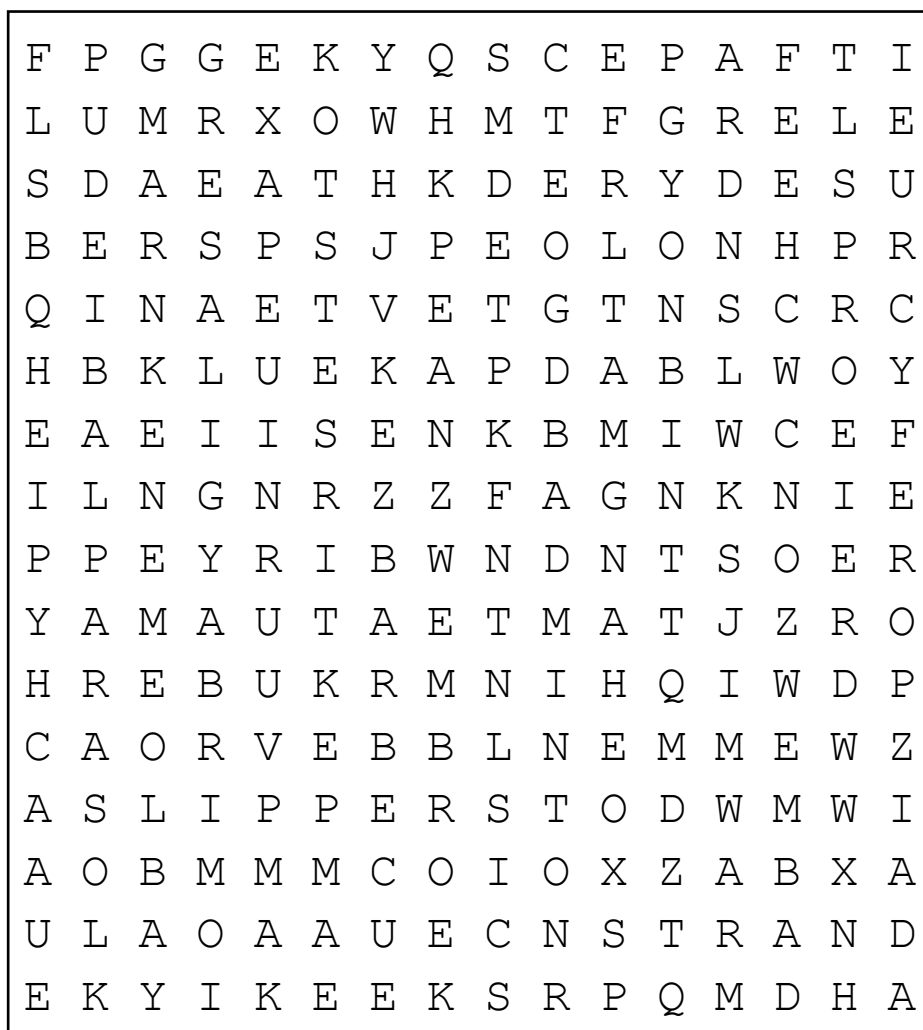 F P G G E K Y Q S C E P A F T I
L U M R X O W H M T F G R E L E
S D A E A T H K D E R Y D E S U
B E R S P S J P E O L O N H P R
Q I N A E T V E T G T N S C R C
H B K L U E K A P D A B L W O Y
E A E I I S E N K B M I W C E F
I L N G N R Z Z F A G N K N I E
P P E Y R I B W N D N T S O E R
Y A M A U T A E T M A T J Z R O
H R E B U K R M N I H Q I W D P
C A O R V E B B L N E M M E W Z
A S L I P P E R S T O D W M W I
A O B M M M C O I O X Z A B X A
U L A O A A U E C N S T R A N D
E K Y I K E E K S R P Q M D H A